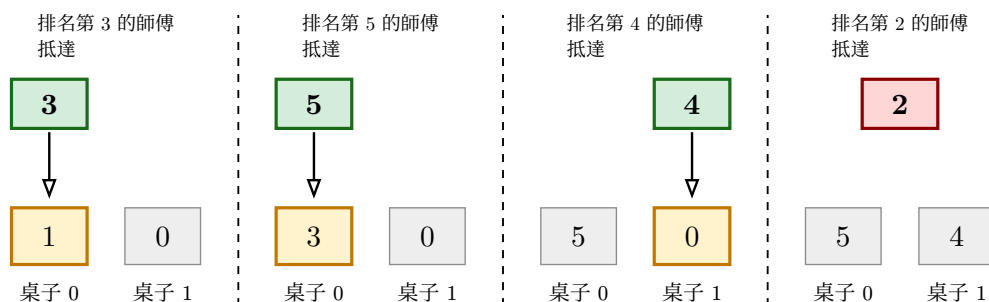 排名第 3 的師傅
抵達
3
1
0
桌子 0
桌子 1
排名第 5 的師傅
抵達
5
3
0
桌子 0
桌子 1
排名第 4 的師傅
抵達
4
5
0
桌子 0
桌子 1
排名第 2 的師傅
抵達
2
5
4
桌子 0
桌子 1